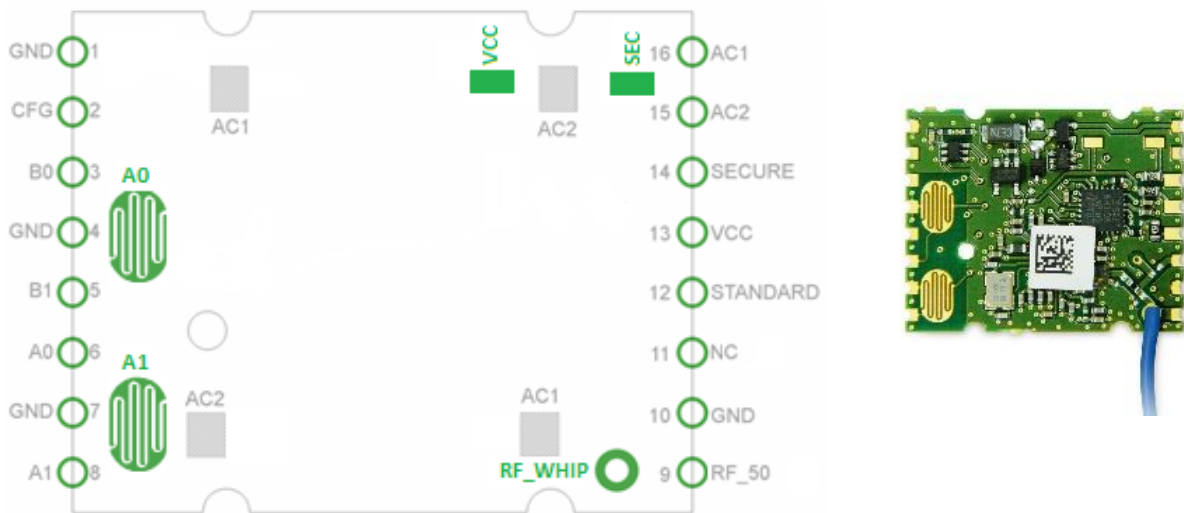 GND 1
CFG 2
B0 3
GND 4
B1 5
A0 6
GND 7
A1 8
A0
A1
AC1
VCC
AC2
SEC
AC2
AC1
RF_WHIP
16 AC1
15 AC2
14 SECURE
13 VCC
12 STANDARD
11 NC
10 GND
9 RF_50